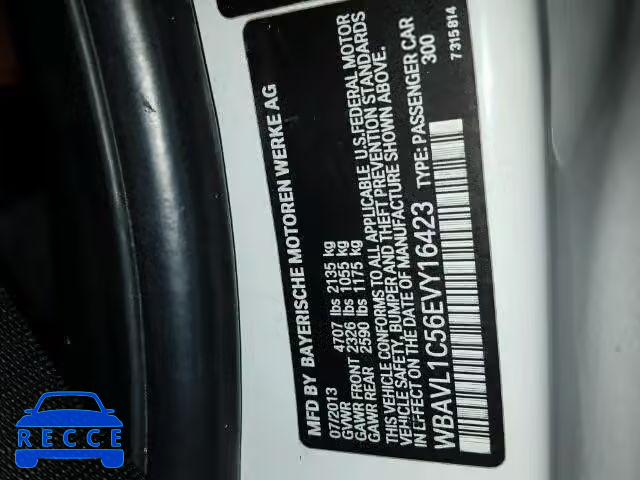 MFD BY BAYERISCHE MOTOREN WERKE AG
07/2013
GVWR 4707 lbs 2135 kg
GAWR FRONT 2326 lbs 1055 kg
GAWR REAR 2590 lbs 1175 kg
THIS VEHICLE CONFORMS TO ALL APPLICABLE U.S.FEDERAL MOTOR
VEHICLE SAFETY, BUMPER AND THEFT PREVENTION STANDARDS
IN EFFECT ON THE DATE OF MANUFACTURE SHOWN ABOVE.
WBAVL1C56EVY16423 TYPE: PASSENGER CAR
300
7 315 814
RECCE